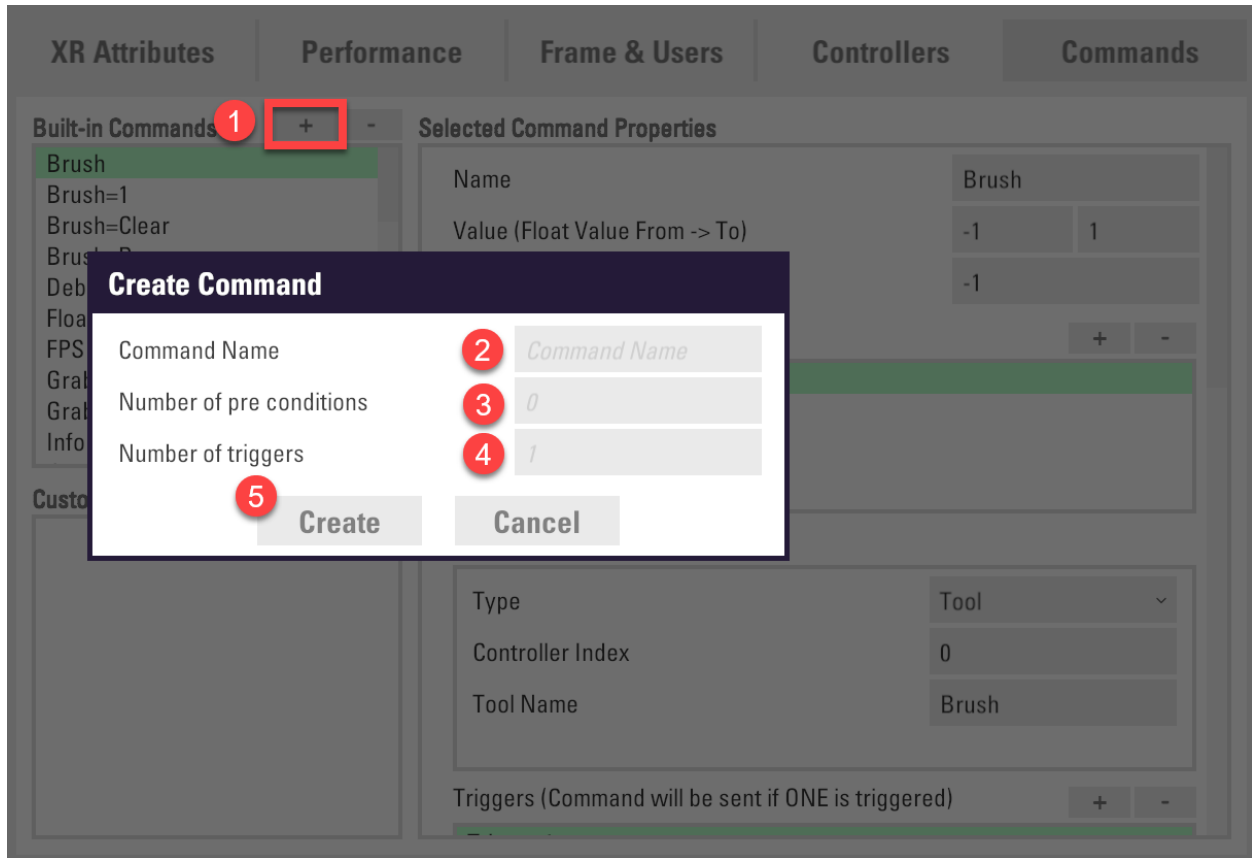 XR Attributes Performance Frame & Users Controllers Commands
Built-in Commands 1 + - Selected Command Properties
Brush
Brush=1
Brush=Clear
Name Brush
Value (Float Value From -> To) -1 1
-1
+ -
Create Command
Command Name 2 Command Name
Number of pre conditions 3 0
Number of triggers 4 1
5 Create Cancel
FPS
Info
Type Tool
Controller Index 0
Tool Name Brush
Triggers (Command will be sent if ONE is triggered) + -